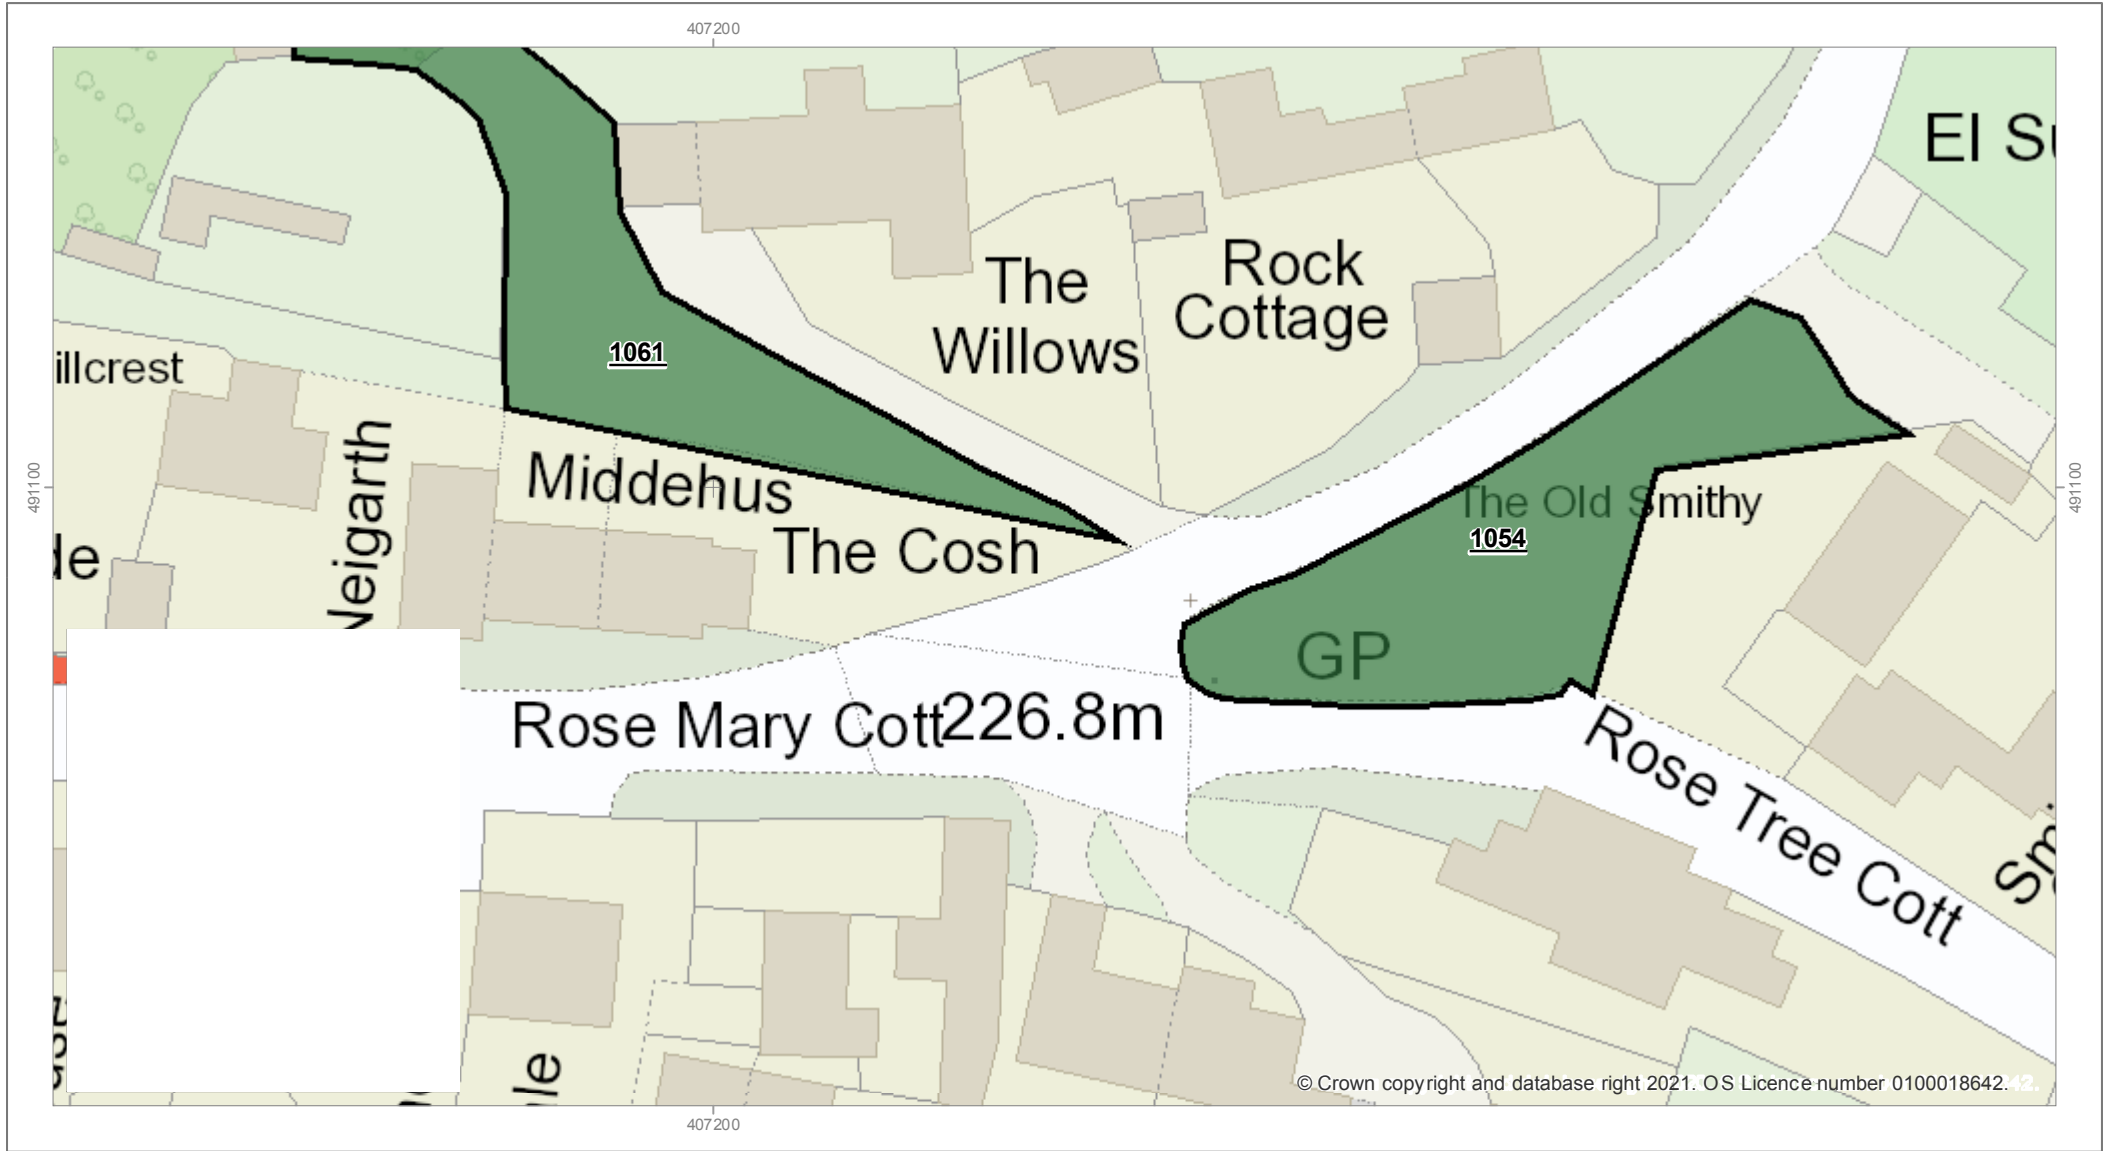 407200
El Su
Rock
Cottage
The
Willows
1061
illcrest
Neigarth
Middehus
491100
491100
The Old Smithy
1054
The Cosh
de
GP
Rose Mary Cott
226.8m
Rose Tree Cott
Smi
© Crown copyright and database right 2021. OS Licence number 0100018642.
407200